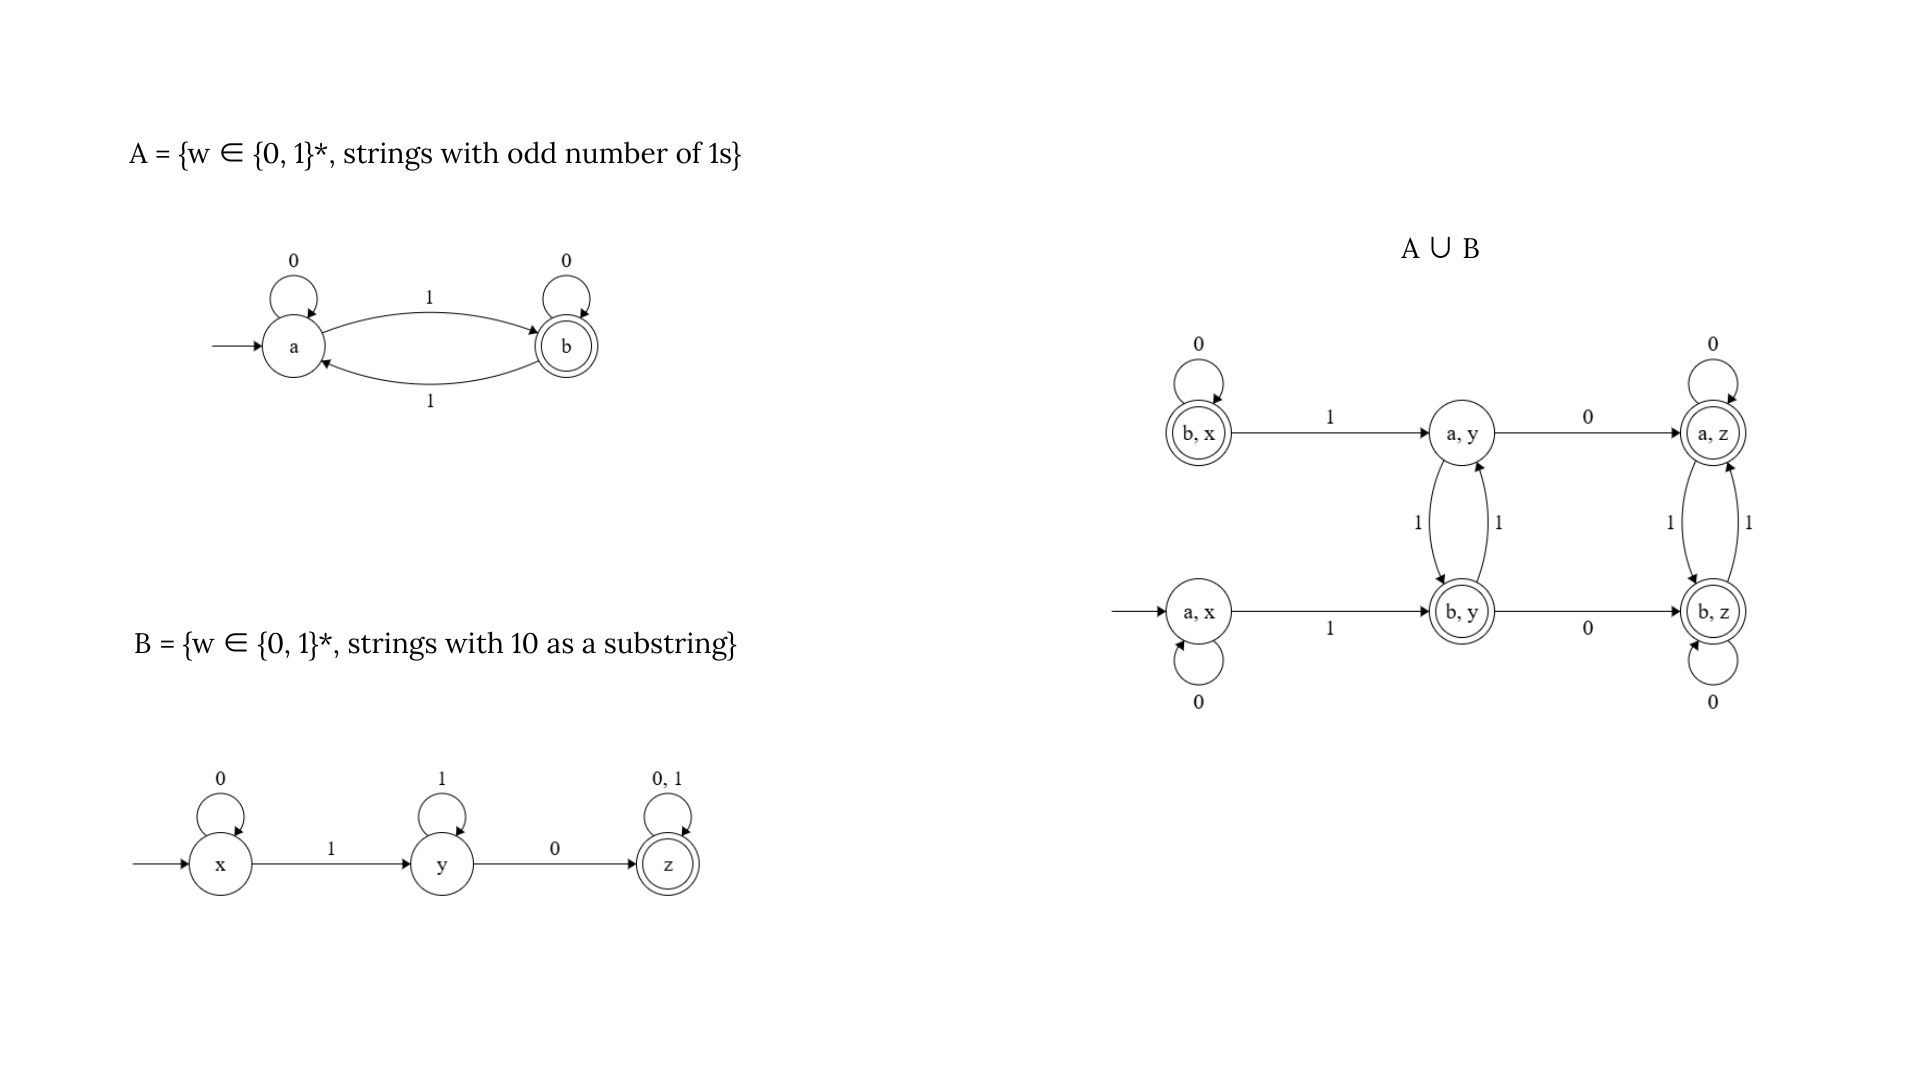 A = {w ∈ {0, 1}*, strings with odd number of 1s}
0
0
1
a
b
1
B = {w ∈ {0, 1}*, strings with 10 as a substring}
0
1
0, 1
1
0
x
y
z
A ∪ B
0
0
1
0
b, x
a, y
a, z
1
1
1
1
a, x
b, y
b, z
1
0
0
0